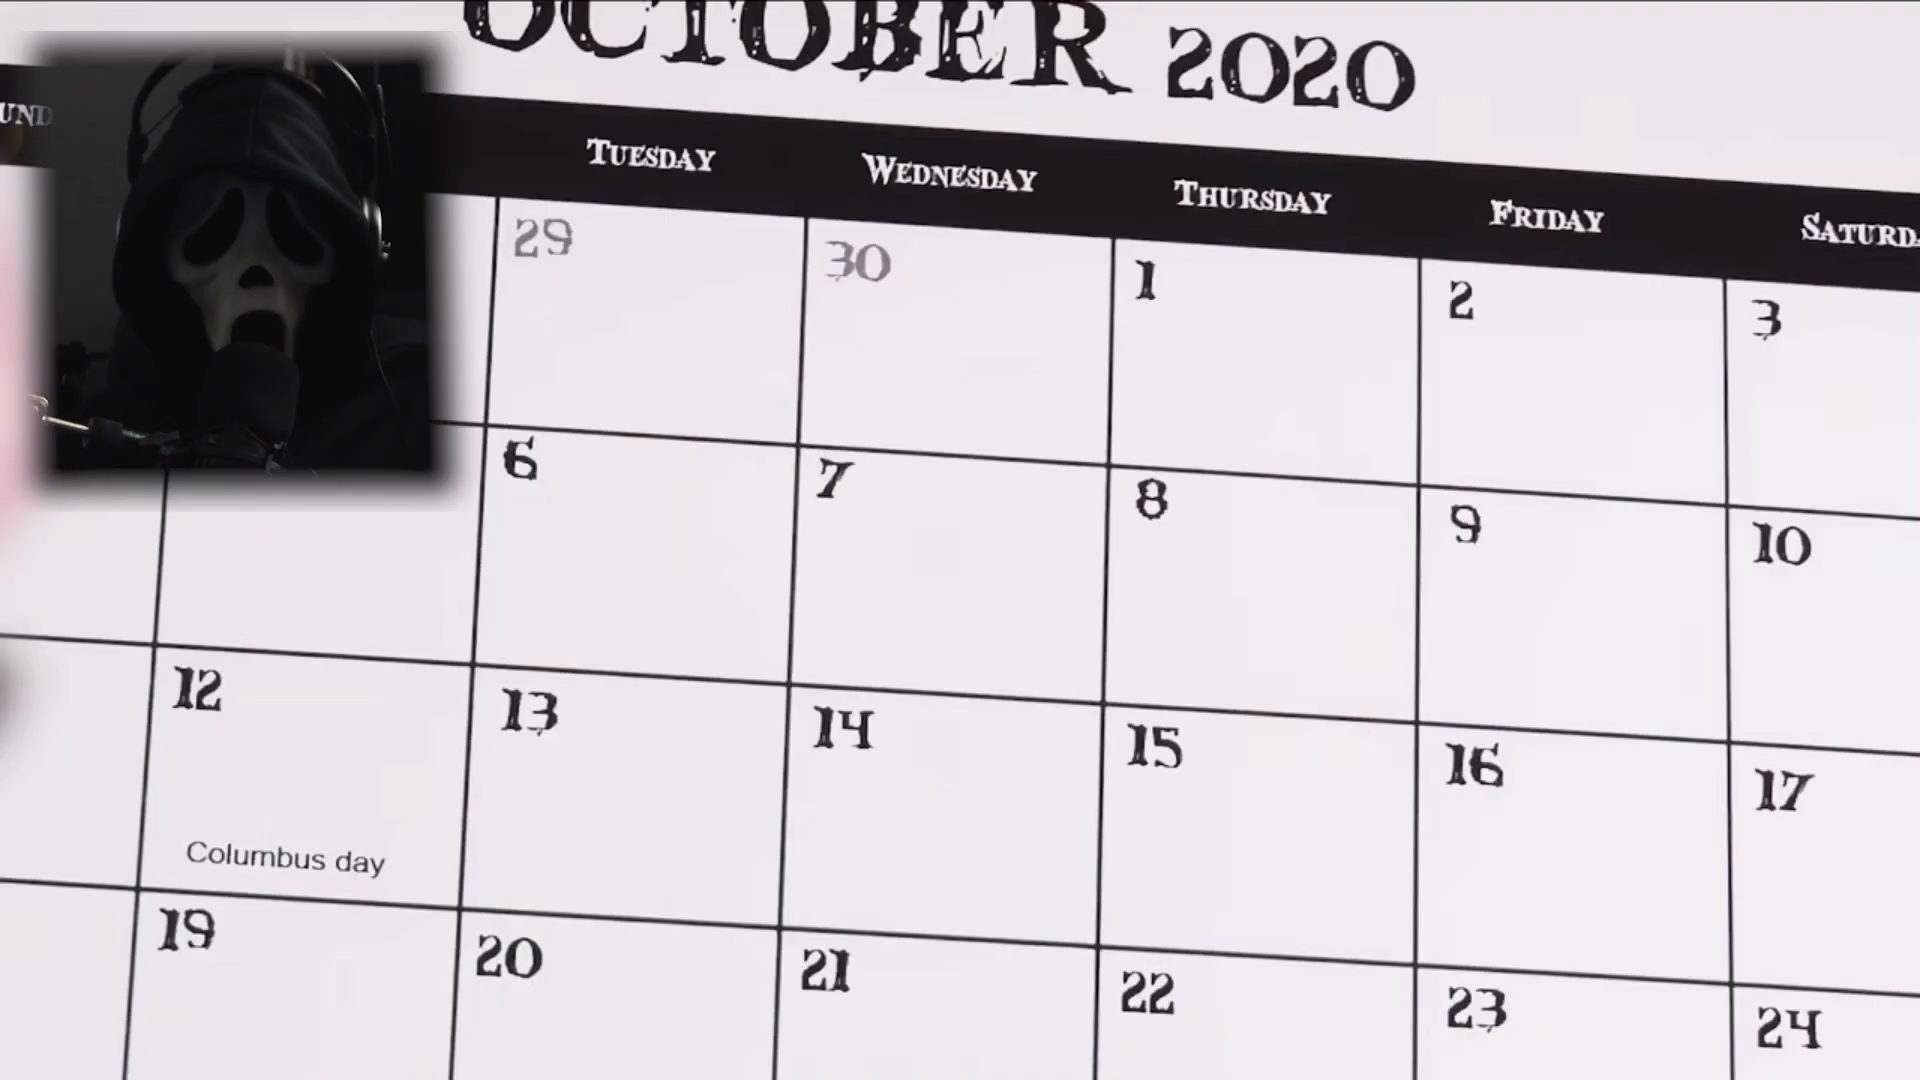 OCTOBER 2020
TUESDAY WEDNESDAY THURSDAY FRIDAY
29 30 1 2 3
6 7 8 9 10
12 13 14 15 16 17
Columbus day
19 20 21 22 23 24